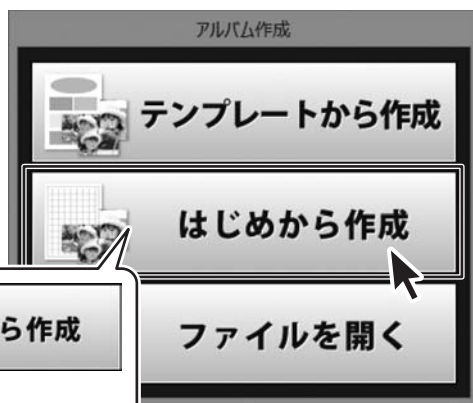 アルバム作成
テンプレートから作成
はじめから作成
ら作成
ファイルを開く